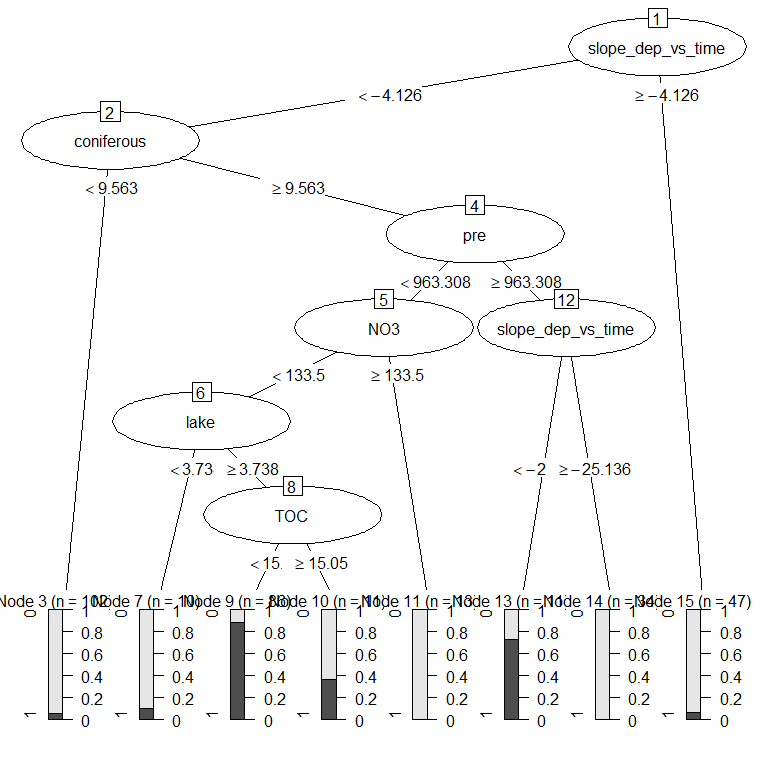 1
slope_dep_vs_time
< −4.126
≥ −4.126
2
coniferous
< 9.563
≥ 9.563
4
pre
< 963.308
≥ 963.308
5
NO3
12
slope_dep_vs_time
< 133.5
≥ 133.5
6
lake
< 3.73
≥ 3.738
< −2
≥ −25.136
8
TOC
< 15.
≥ 15.05
Node 3 (n = 102)
Node 7 (n = 19)
Node 9 (n = 86)
Node 10 (n = 11)
Node 11 (n = 13)
Node 13 (n = 11)
Node 14 (n = 34)
Node 15 (n = 47)
0 1 0 1 0 1 0 1 0 1 0 1 0 1 0 1
0.8 0.8 0.8 0.8 0.8 0.8 0.8 0.8
0.6 0.6 0.6 0.6 0.6 0.6 0.6 0.6
0.4 0.4 0.4 0.4 0.4 0.4 0.4 0.4
0.2 0.2 0.2 0.2 0.2 0.2 0.2 0.2
1 0 1 0 1 0 1 0 1 0 1 0 1 0 1 0